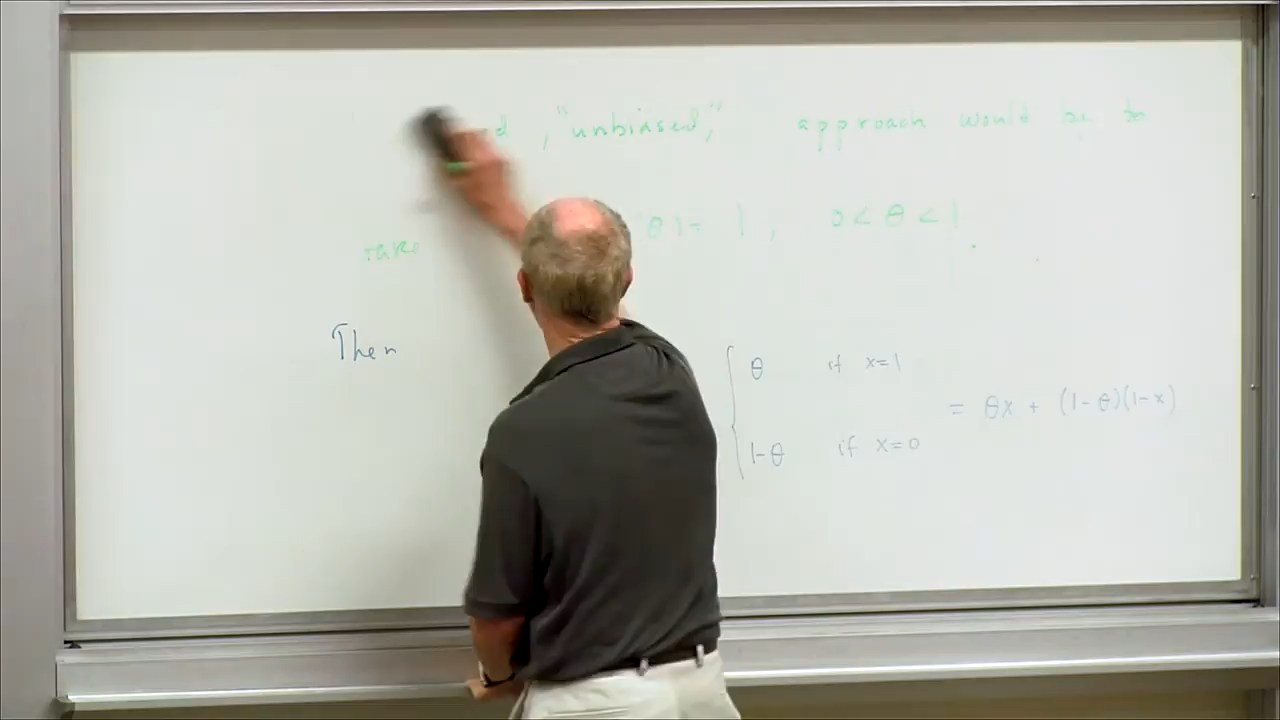 d, "unbiased," approach would be to
take θ) = 1, 0 < θ < 1.
Then
θ if x=1
= θx + (1-θ)(1-x)
1-θ if x=0